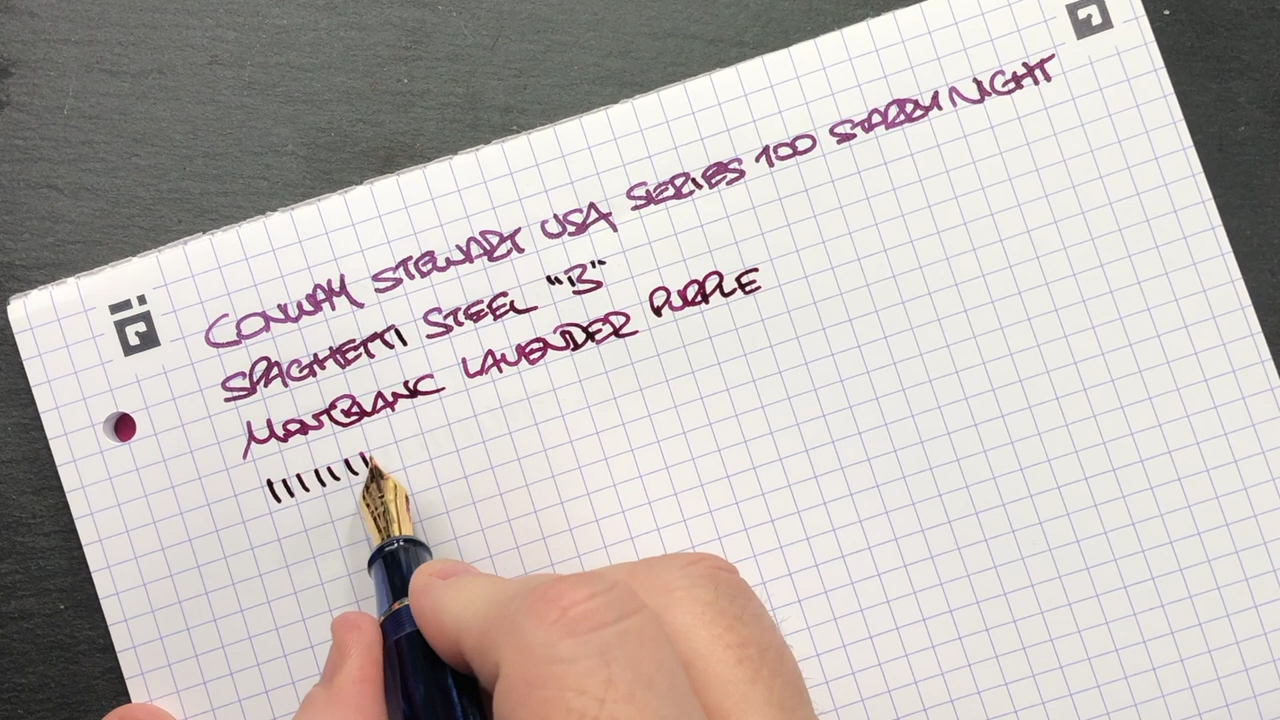 CONWAY STEWART USA SERIES 100 STARRY NIGHT
SPAGHETTI STEEL "B"
MONTBLANC LAVENDER PURPLE